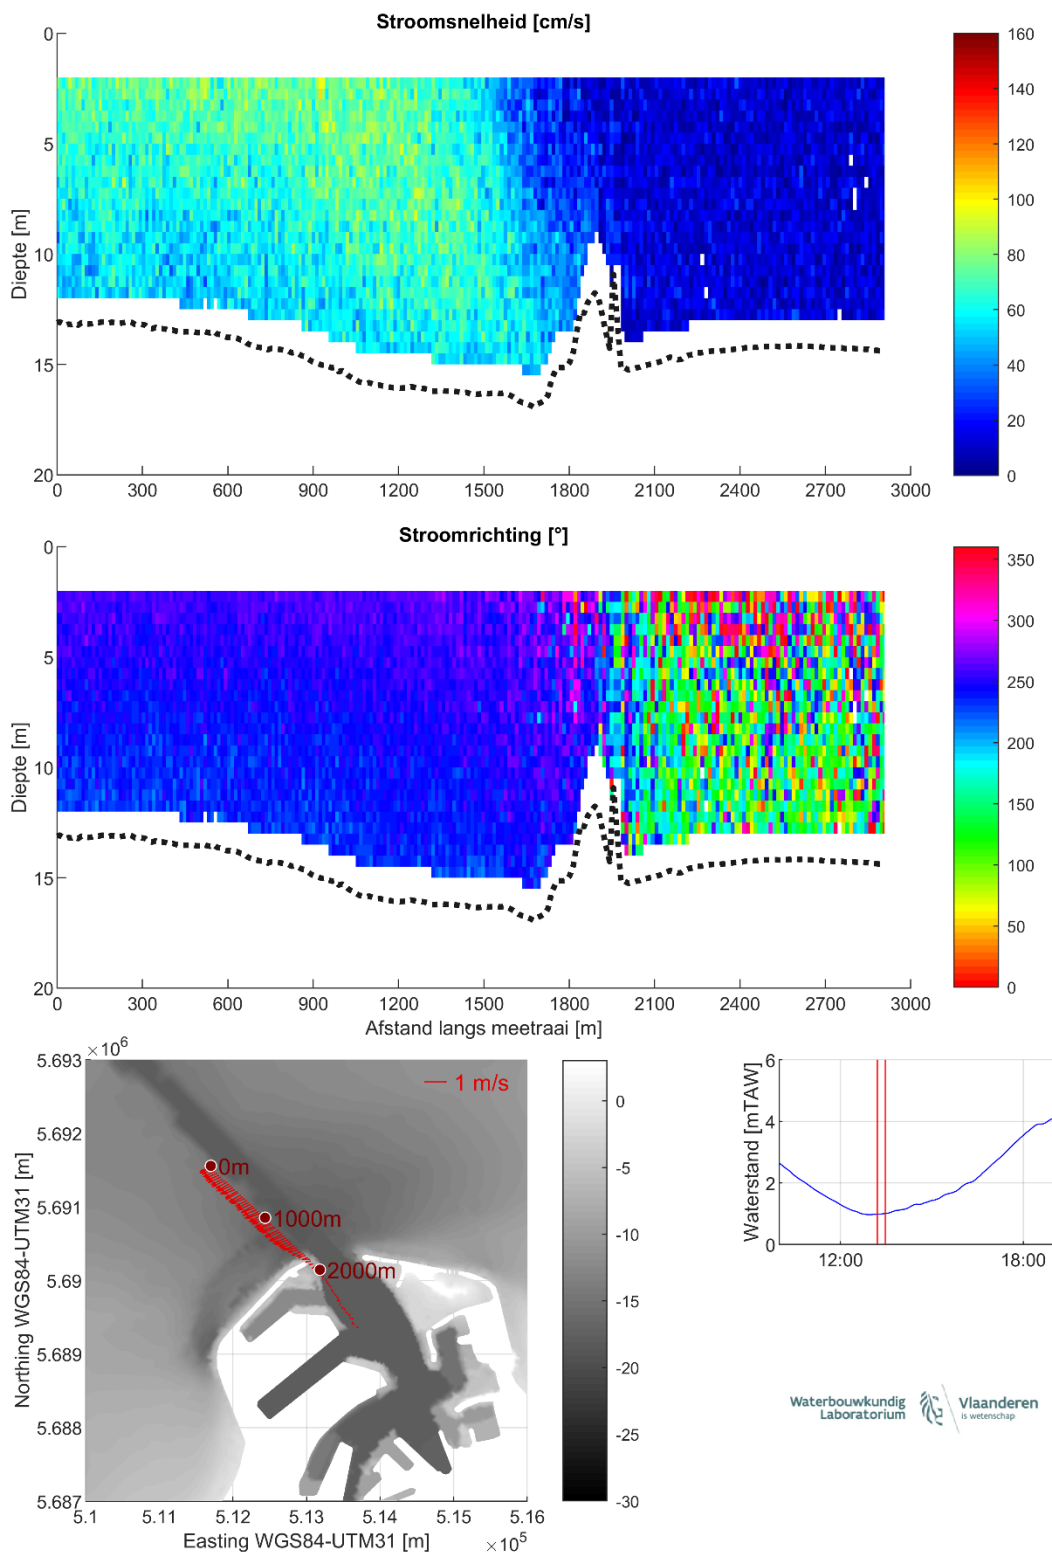 Stroomsnelheid [cm/s]
Diepte [m]
0
5
10
15
20
0 300 600 900 1200 1500 1800 2100 2400 2700 3000
160
140
120
100
80
60
40
20
0
Stroomrichting [°]
Diepte [m]
0
5
10
15
20
0 300 600 900 1200 1500 1800 2100 2400 2700 3000
Afstand langs meetraai [m]
350
300
250
200
150
100
50
0
×10⁶
Northing WGS84-UTM31 [m]
5.693
5.692
5.691
5.69
5.689
5.688
5.687
1 m/s
0m
1000m
2000m
5.1 5.11 5.12 5.13 5.14 5.15 5.16
Easting WGS84-UTM31 [m]
×10⁵
0
-5
-10
-15
-20
-25
-30
Waterstand [mTAW]
6
4
2
0
12:00 18:00
Waterbouwkundig
Laboratorium
Vlaanderen
is wetenschap